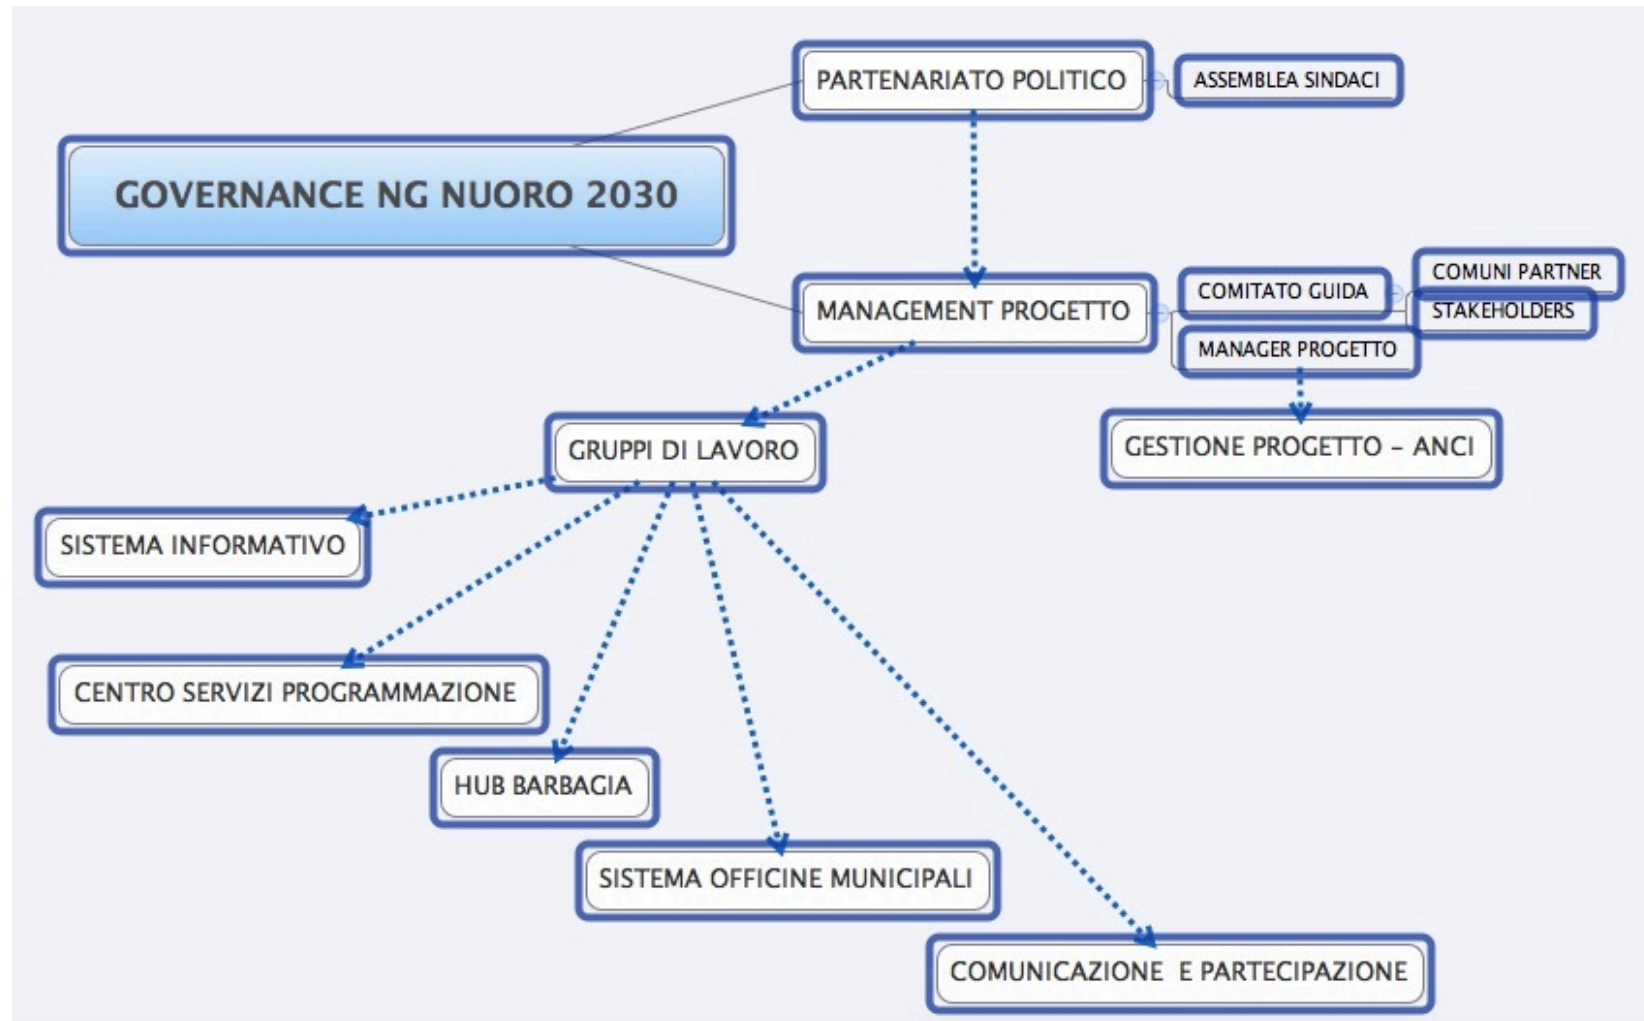 PARTENARIATO POLITICO
ASSEMBLEA SINDACI
GOVERNANCE NG NUORO 2030
MANAGEMENT PROGETTO
COMITATO GUIDA
COMUNI PARTNER
STAKEHOLDERS
MANAGER PROGETTO
GRUPPI DI LAVORO
GESTIONE PROGETTO – ANCI
SISTEMA INFORMATIVO
CENTRO SERVIZI PROGRAMMAZIONE
HUB BARBAGIA
SISTEMA OFFICINE MUNICIPALI
COMUNICAZIONE E PARTECIPAZIONE